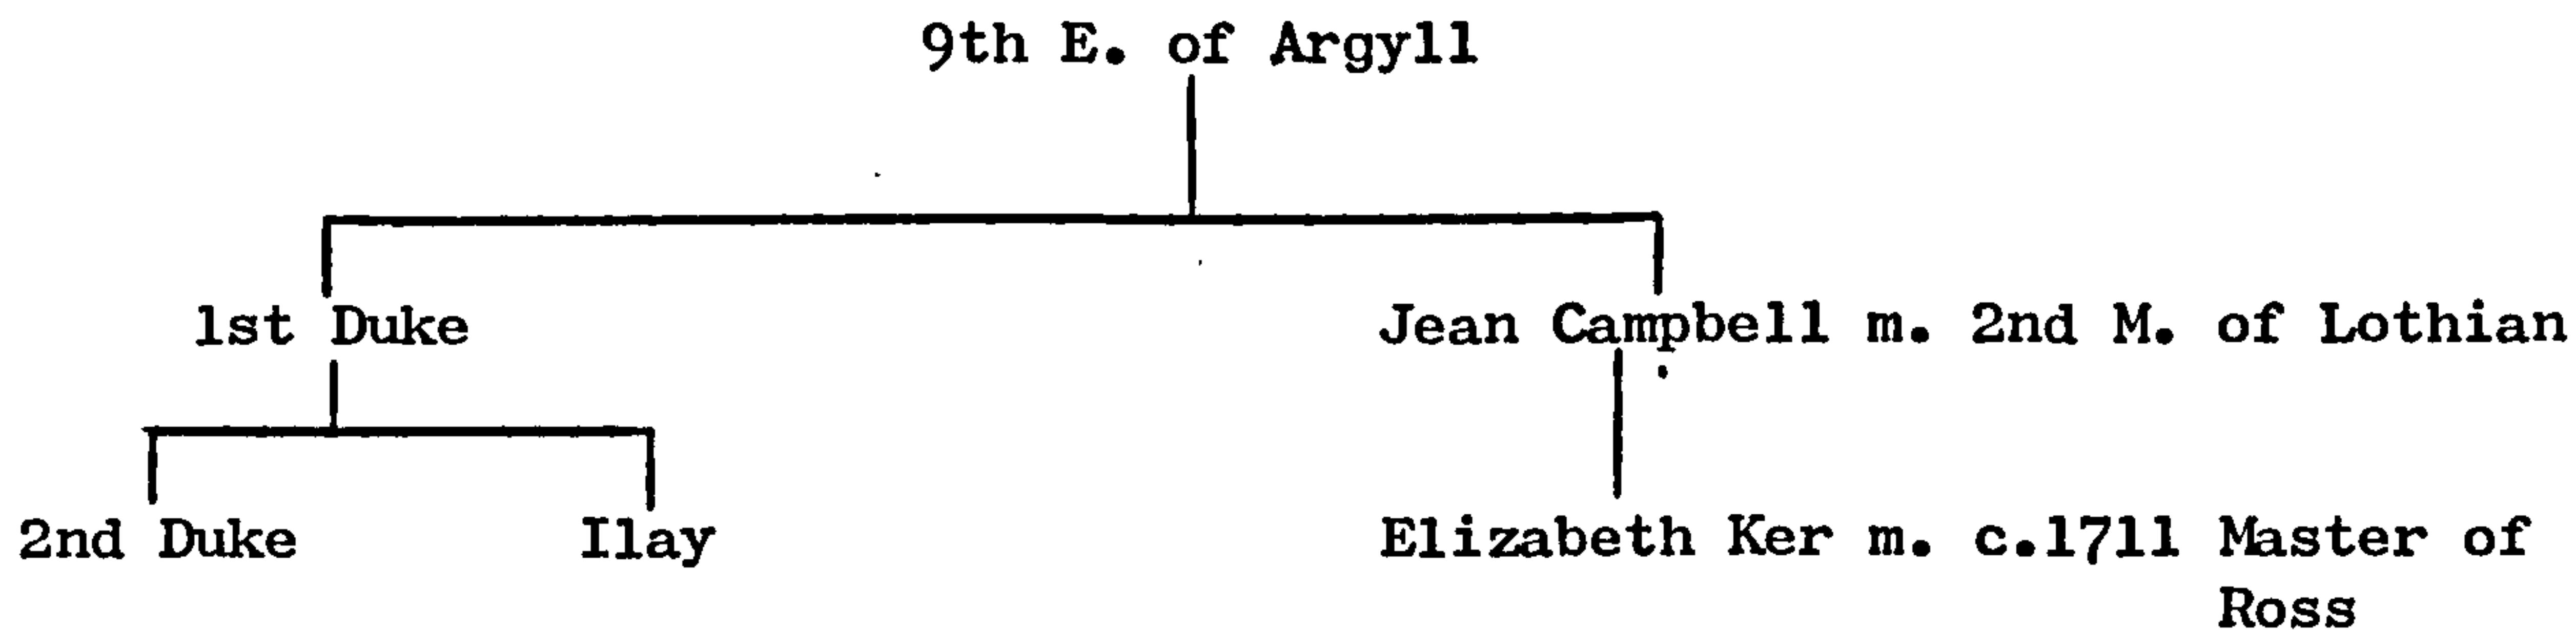 9th E. of Argyll
1st Duke
Jean Campbell m. 2nd M. of Lothian
2nd Duke
Ilay
Elizabeth Ker m. c.1711 Master of
Ross